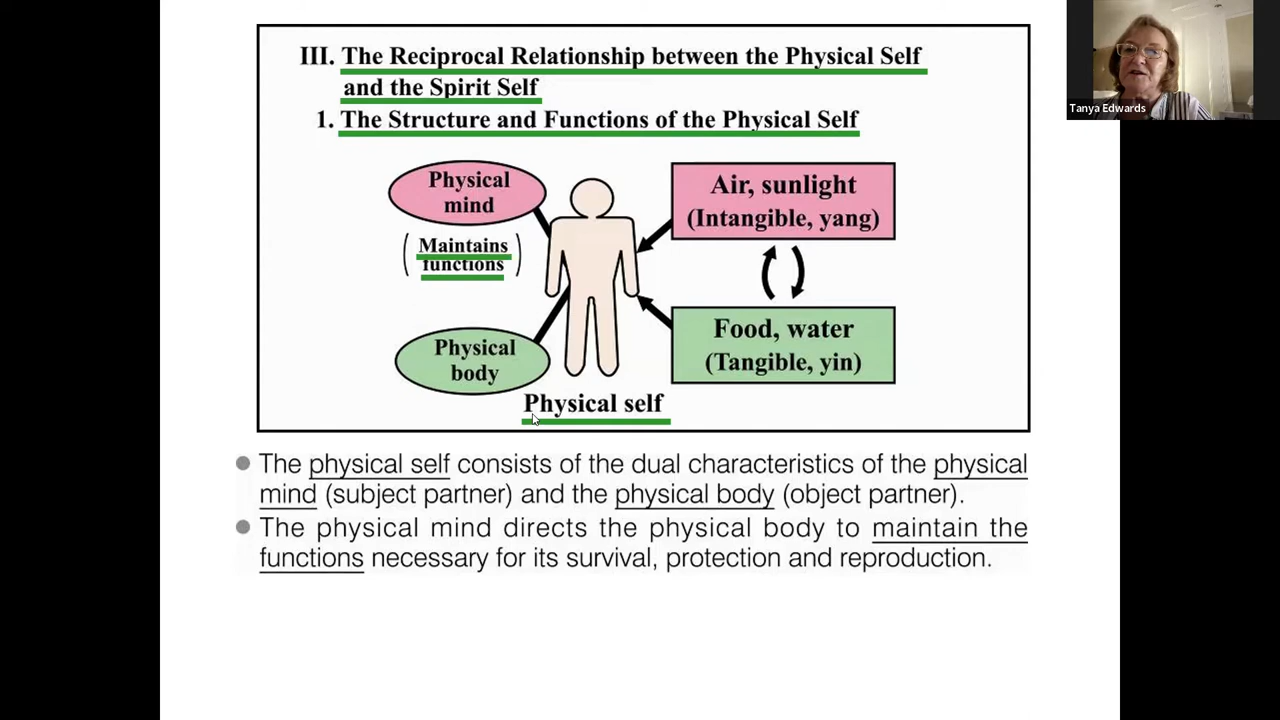 III. The Reciprocal Relationship between the Physical Self
and the Spirit Self
1. The Structure and Functions of the Physical Self
Physical
mind
( Maintains
functions )
Physical
body
Air, sunlight
(Intangible, yang)
Food, water
(Tangible, yin)
Physical self
The physical self consists of the dual characteristics of the physical
mind (subject partner) and the physical body (object partner).
The physical mind directs the physical body to maintain the
functions necessary for its survival, protection and reproduction.
Tanya Edwards